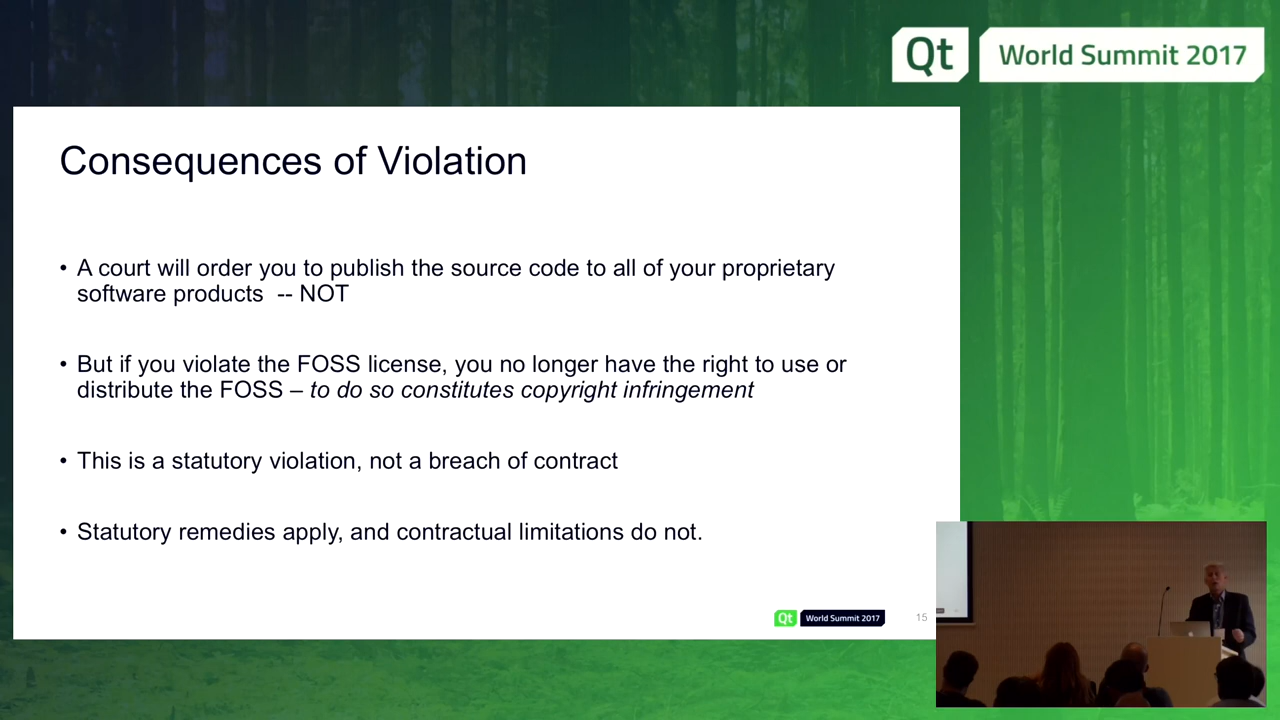 Qt World Summit 2017
Consequences of Violation
• A court will order you to publish the source code to all of your proprietary
software products -- NOT
• But if you violate the FOSS license, you no longer have the right to use or
distribute the FOSS – to do so constitutes copyright infringement
• This is a statutory violation, not a breach of contract
• Statutory remedies apply, and contractual limitations do not.
Qt World Summit 2017 15